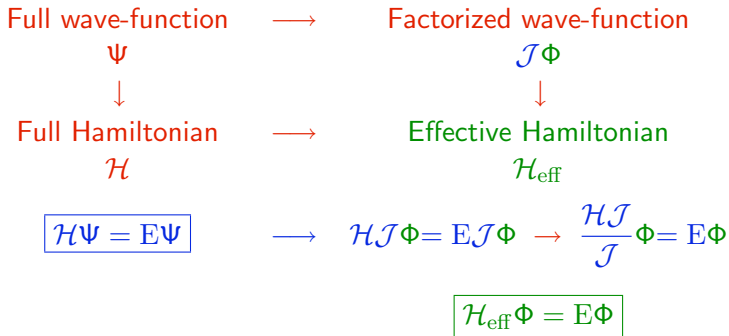 Full wave-function ⟶ Factorized wave-function
Ψ 𝒥Φ
↓ ↓
Full Hamiltonian ⟶ Effective Hamiltonian
ℋ ℋ_eff
ℋΨ = EΨ ⟶ ℋ𝒥Φ= E𝒥Φ → ℋ𝒥/𝒥 Φ= EΦ
ℋ_effΦ = EΦ